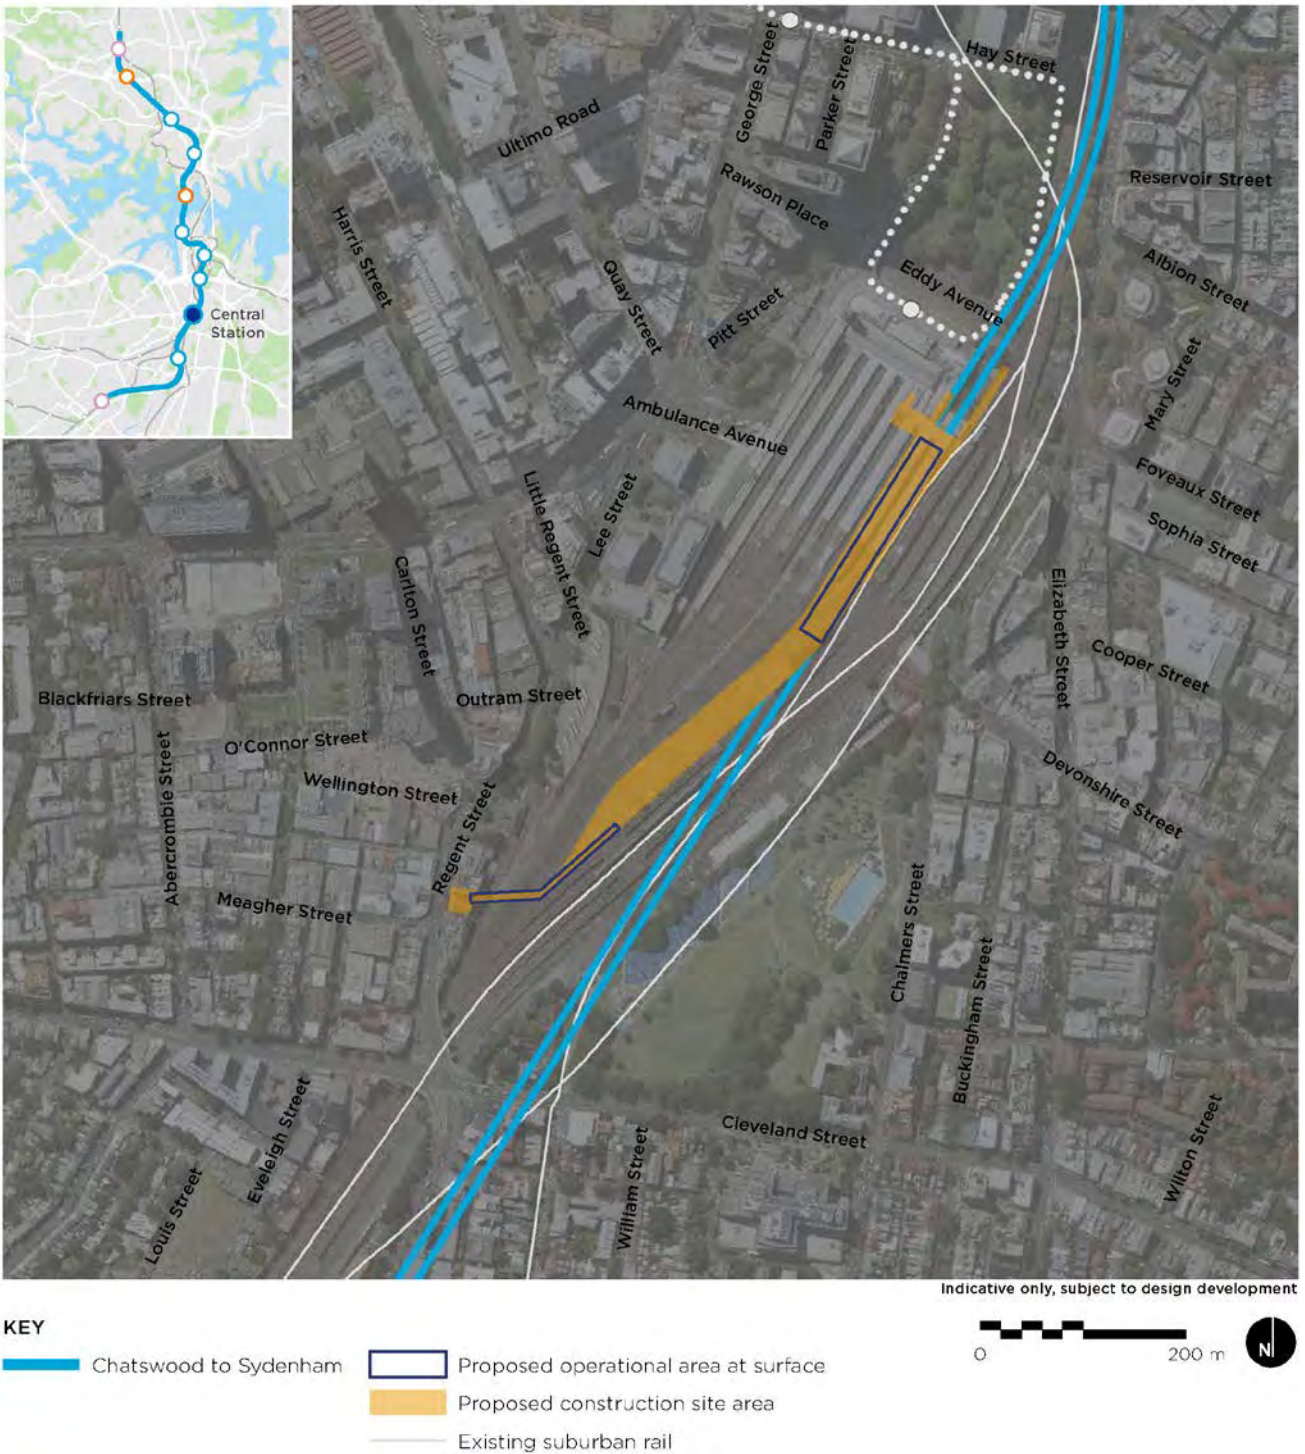 Central
Station
Hay Street
George Street
Parker Street
Ultimo Road
Rawson Place
Reservoir Street
Harris Street
Albion Street
Eddy Avenue
Quay Street
Pitt Street
Mary Street
Ambulance Avenue
Foveaux Street
Little Regent Street
Lee Street
Sophia Street
Carlton Street
Elizabeth Street
Cooper Street
Blackfriars Street
Outram Street
O'Connor Street
Abercrombie Street
Wellington Street
Devonshire Street
Regent Street
Meagher Street
Chalmers Street
Buckingham Street
Eveleigh Street
Cleveland Street
Wilton Street
William Street
Louis Street
Indicative only, subject to design development
KEY
Chatswood to Sydenham
Proposed operational area at surface
Proposed construction site area
Existing suburban rail
0 200 m
N